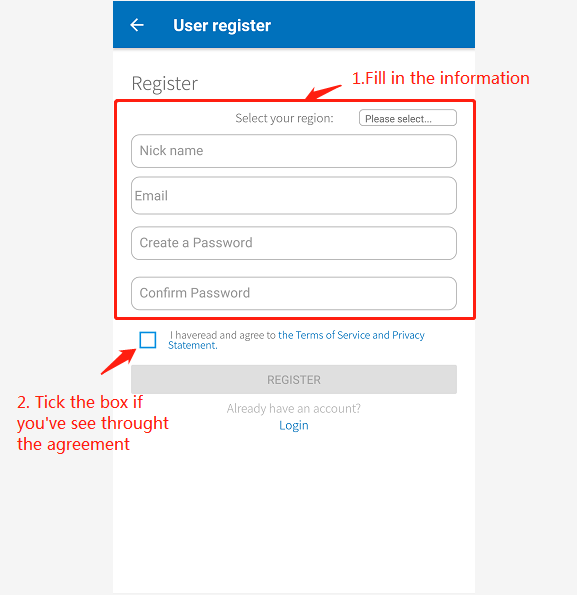 User register
Register
1.Fill in the information
Select your region:
Please select...
Nick name
Email
Create a Password
Confirm Password
I haveread and agree to the Terms of Service and Privacy
Statement.
REGISTER
2. Tick the box if
you've see throught
the agreement
Already have an account?
Login